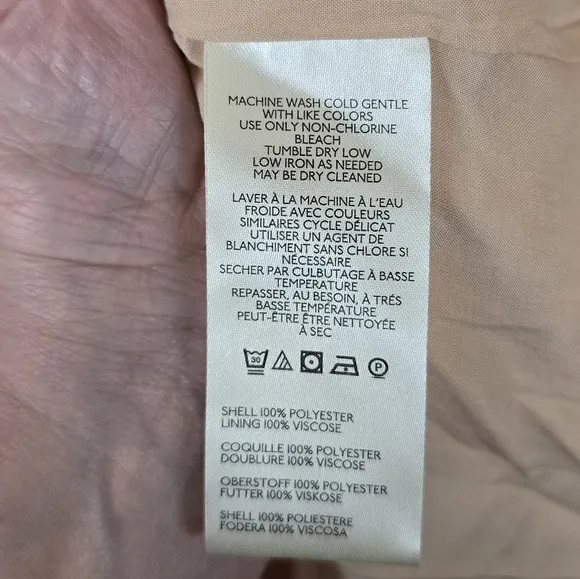 MACHINE WASH COLD GENTLE
WITH LIKE COLORS
USE ONLY NON-CHLORINE
BLEACH
TUMBLE DRY LOW
LOW IRON AS NEEDED
MAY BE DRY CLEANED
LAVER À LA MACHINE À L'EAU
FROIDE AVEC COULEURS
SIMILAIRES CYCLE DÉLICAT
UTILISER UN AGENT DE
BLANCHIMENT SANS CHLORE SI
NÉCESSAIRE
SECHER PAR CULBUTAGE À BASSE
TEMPERATURE
REPASSER, AU BESOIN, À TRÉS
BASSE TEMPÉRATURE
PEUT-ÊTRE ÊTRE NETTOYÉE
À SEC
30 P
SHELL 100% POLYESTER
LINING 100% VISCOSE
COQUILLE 100% POLYESTER
DOUBLURE 100% VISCOSE
OBERSTOFF 100% POLYESTER
FUTTER 100% VISKOSE
SHELL 100% POLIESTERE
FODERA 100% VISCOSA